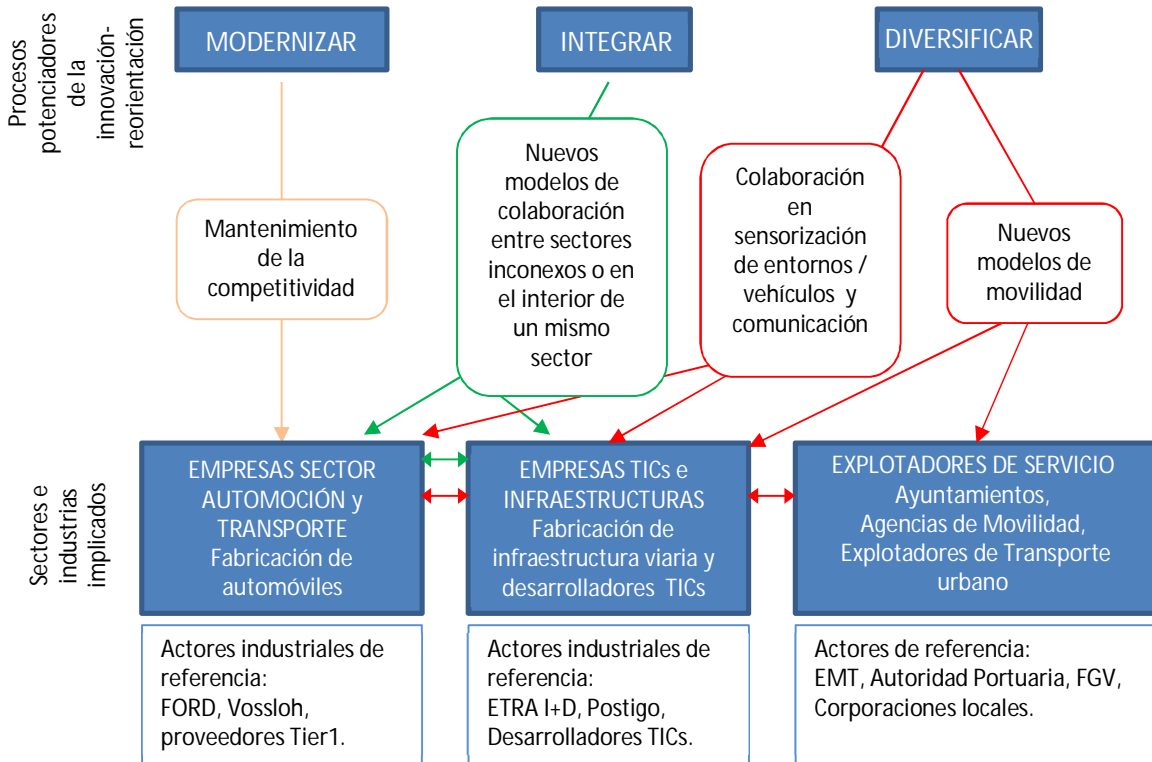 Procesos
potenciadores
de la
innovación-
reorientación
MODERNIZAR
INTEGRAR
DIVERSIFICAR
Mantenimiento
de la
competitividad
Nuevos
modelos de
colaboración
entre sectores
inconexos o en
el interior de
un mismo
sector
Colaboración
en
sensorización
de entornos /
vehículos y
comunicación
Nuevos
modelos de
movilidad
Sectores e
industrias
implicados
EMPRESAS SECTOR
AUTOMOCIÓN y
TRANSPORTE
Fabricación de
automóviles
EMPRESAS TICs e
INFRAESTRUCTURAS
Fabricación de
infraestructura viaria y
desarrolladores TICs
EXPLOTADORES DE SERVICIO
Ayuntamientos,
Agencias de Movilidad,
Explotadores de Transporte
urbano
Actores industriales de
referencia:
FORD, Vossloh,
proveedores Tier1.
Actores industriales de
referencia:
ETRA I+D, Postigo,
Desarrolladores TICs.
Actores de referencia:
EMT, Autoridad Portuaria, FGV,
Corporaciones locales.